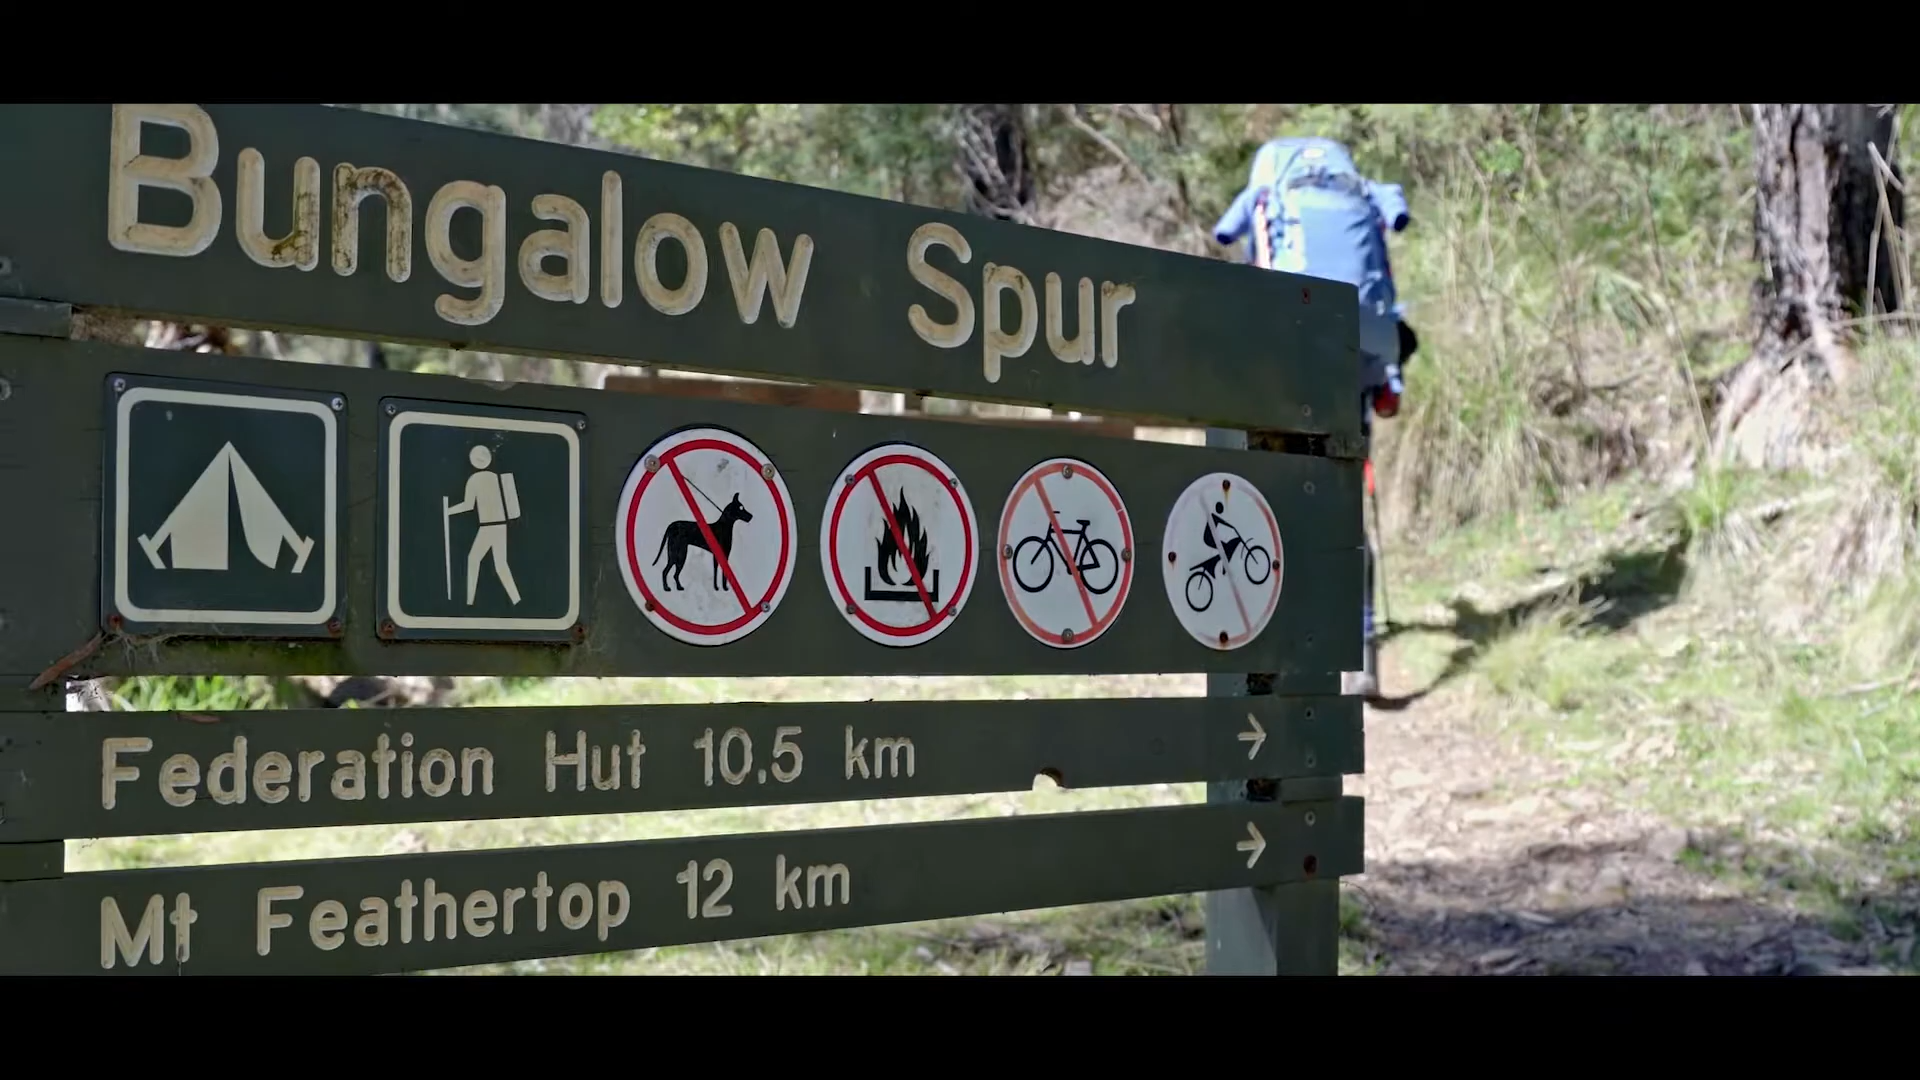 Bungalow Spur
Federation Hut 10.5 km →
Mt Feathertop 12 km →